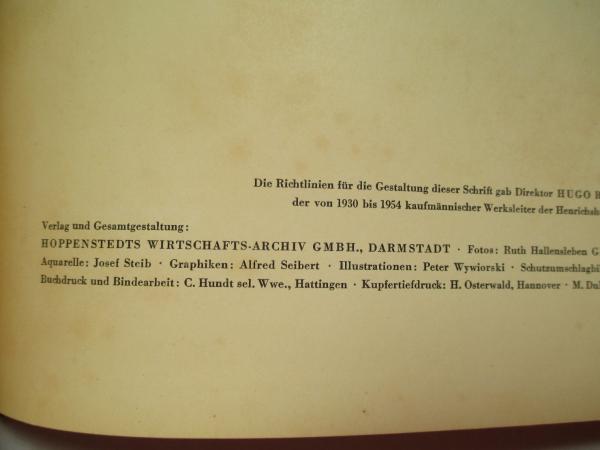 Die Richtlinien für die Gestaltung dieser Schrift gab Direktor HUGO
der von 1930 bis 1954 kaufmännischer Werksleiter der
Verlag und Gesamtgestaltung:
HOPPENSTEDTS WIRTSCHAFTS-ARCHIV GMBH., DARMSTADT · Fotos: Ruth Hallensleben
Aquarelle: Josef Steib · Graphiken: Alfred Seibert · Illustrationen: Peter Wywiorski ·
Buchdruck und Bindearbeit: C. Hundt sel. Wwe., Hattingen · Kupfertiefdruck: H. Osterwald, Hannover · M.